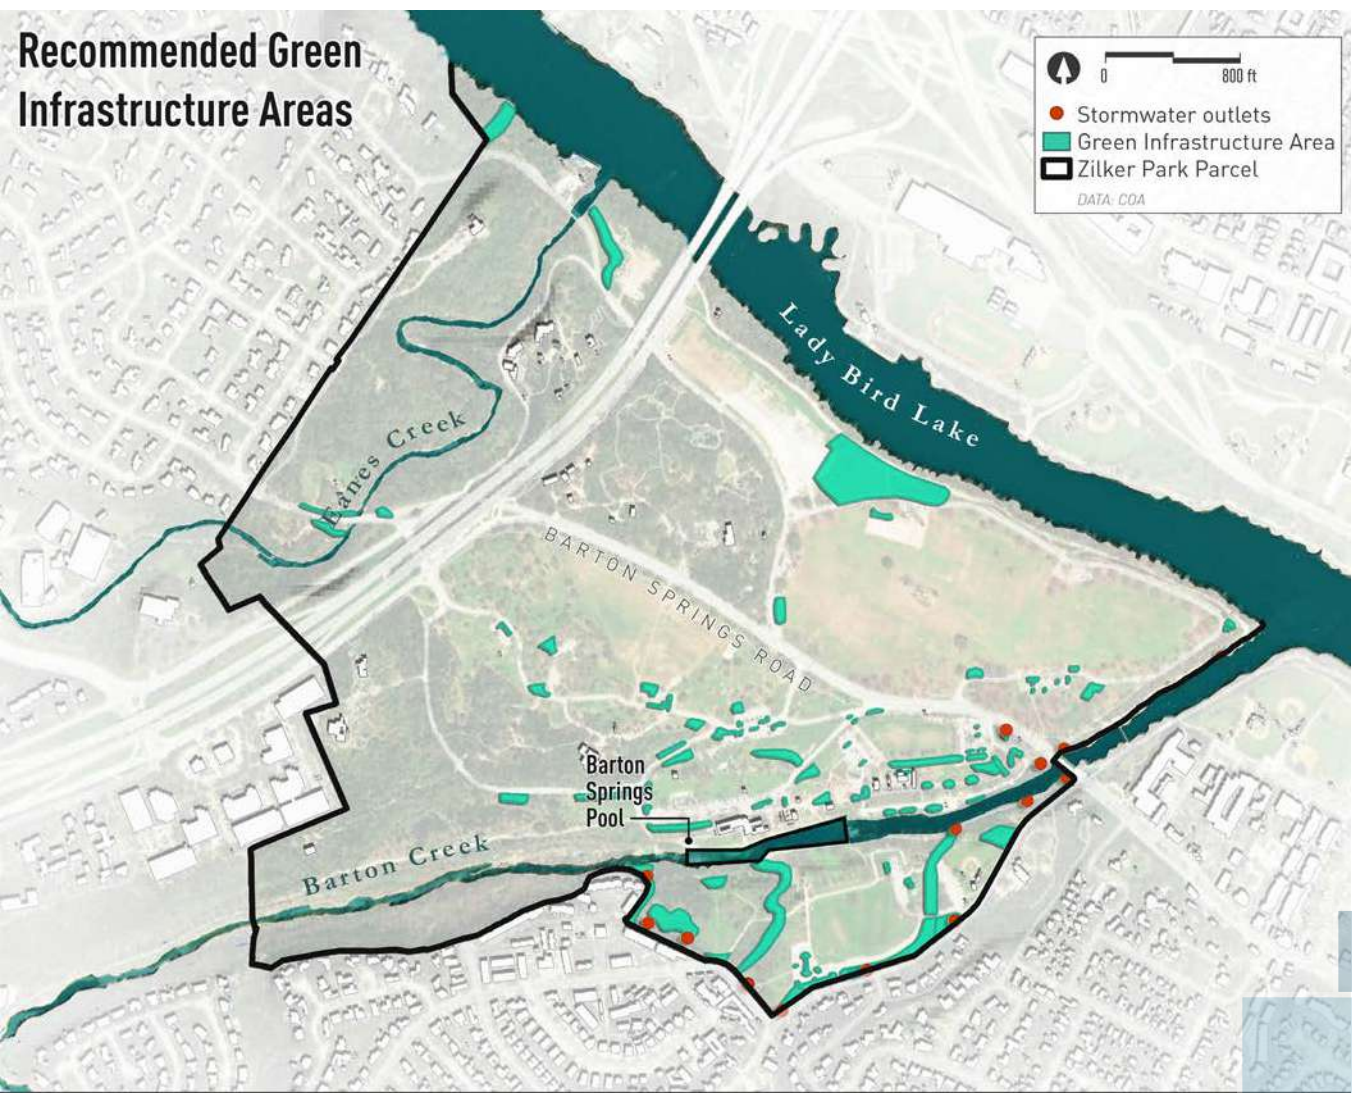 Recommended Green
Infrastructure Areas
0 800 ft
Stormwater outlets
Green Infrastructure Area
Zilker Park Parcel
DATA: COA
Lady Bird Lake
Eanes Creek
BARTON SPRINGS ROAD
Barton
Springs
Pool
Barton Creek